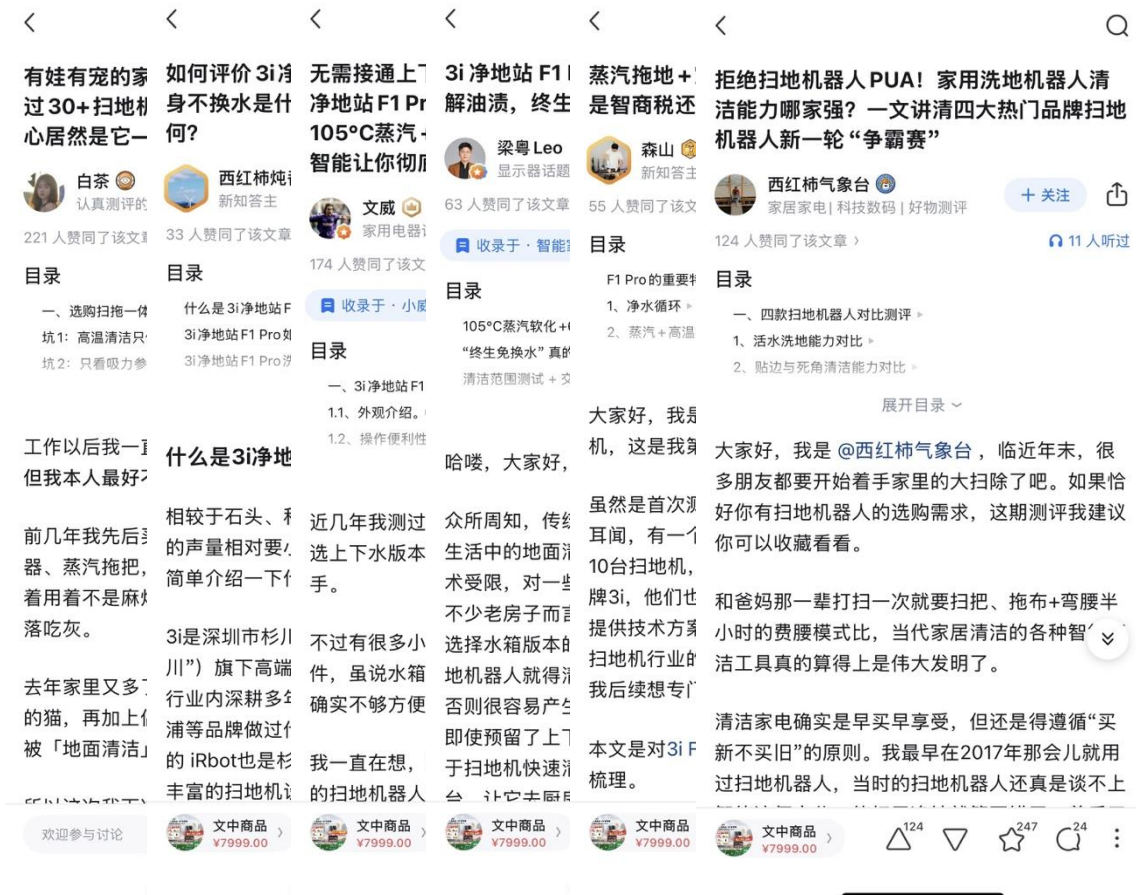 有娃有宠的家
过30+扫地机
心居然是它一
白茶
认真测评的
221 人赞同了该文章
目录
一、选购扫拖一体
坑1：高温清洁只
坑2：只看吸力参
工作以后我一直
但我本人最好
前几年我先后买
器、蒸汽拖把，
着用着不是麻烦
落吃灰。
去年家里又多了
的猫，再加上
被「地面清洁」
欢迎参与讨论
如何评价 3i 净
身不换水是什
何?
西红柿炖
新知答主
33 人赞同了该文章
目录
什么是3i净地站F
3i净地站F1 Pro如
3i净地站F1 Pro洗
什么是3i净地
相较于石头、
的声量相对要小
简单介绍一下
3i是深圳市杉川
川”）旗下高端
行业内深耕多年
浦等品牌做过
的 iRbot也是杉
丰富的扫地机
文中商品
¥7999.00
无需接通上下
净地站 F1 Pr
105°C蒸汽+
智能让你彻底
文威
家用电器
174 人赞同了该文
收录于 · 小威
目录
一、3i净地站F1
1.1、外观介绍。
1.2、操作便利性
近几年我测过
选上下水版本
手。
不过有很多小
件，虽说水箱
确实不够方便
我一直在想，
的扫地机器人
文中商品
¥7999.00
3i 净地站 F1
解油渍，终生
梁粤 Leo
显示器话题
63 人赞同了该文章
收录于 · 智能
目录
105°C蒸汽软化+
“终生免换水” 真的
清洁范围测试 + 交
哈喽，大家好，
众所周知，传统
生活中的地面清
术受限，对一些
不少老房子而言
选择水箱版本的
地机器人就得清
否则很容易产生
即使预留了上下
于扫地机快速清
台，让它去厨房
文中商品
¥7999.00
蒸汽拖地+
是智商税还
森山
新知答主
55 人赞同了该文
目录
F1 Pro的重要特
1、净水循环
2、蒸汽+高温
大家好，我是
机，这是我第
虽然是首次测
耳闻，有一个
10台扫地机，
牌3i，他们也
提供技术方案
扫地机行业的
我后续想专门
本文是对3i F
梳理。
文中商品
¥7999.00
拒绝扫地机器人PUA！家用洗地机器人清
洁能力哪家强？一文讲清四大热门品牌扫地
机器人新一轮“争霸赛”
西红柿气象台
家居家电 | 科技数码 | 好物测评
+ 关注
124 人赞同了该文章
11 人听过
目录
一、四款扫地机器人对比测评
1、活水洗地能力对比
2、贴边与死角清洁能力对比
展开目录
大家好，我是 @西红柿气象台 ，临近年末，很
多朋友都要开始着手家里的大扫除了吧。如果恰
好你有扫地机器人的选购需求，这期测评我建议
你可以收藏看看。
和爸妈那一辈打扫一次就要扫把、拖布+弯腰半
小时的费腰模式比，当代家居清洁的各种智
洁工具真的算得上是伟大发明了。
清洁家电确实是早买早享受，但还是得遵循“买
新不买旧”的原则。我最早在2017年那会儿就用
过扫地机器人，当时的扫地机器人还真是谈不上
文中商品
¥7999.00
124
247
24